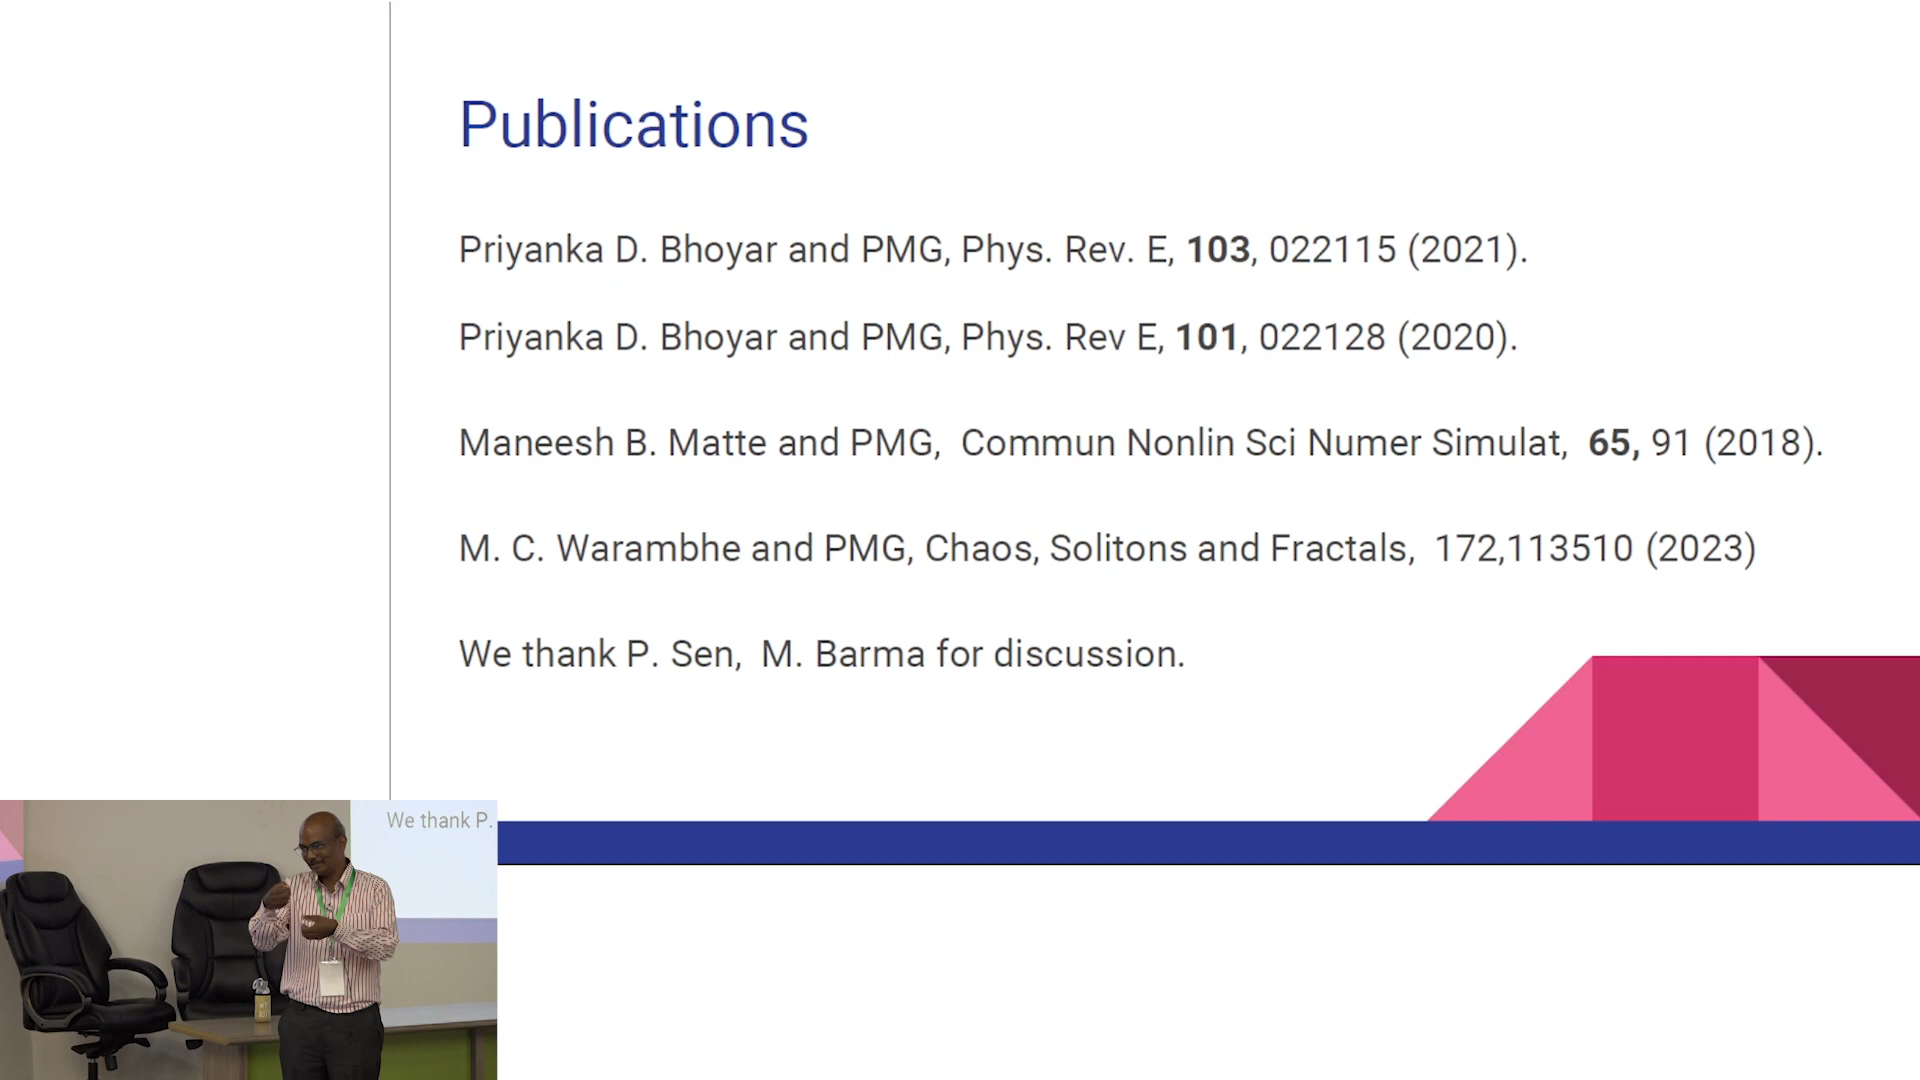 Publications
Priyanka D. Bhoyar and PMG, Phys. Rev. E, 103, 022115 (2021).
Priyanka D. Bhoyar and PMG, Phys. Rev E, 101, 022128 (2020).
Maneesh B. Matte and PMG, Commun Nonlin Sci Numer Simulat, 65, 91 (2018).
M. C. Warambhe and PMG, Chaos, Solitons and Fractals, 172,113510 (2023)
We thank P. Sen, M. Barma for discussion.
We thank P.